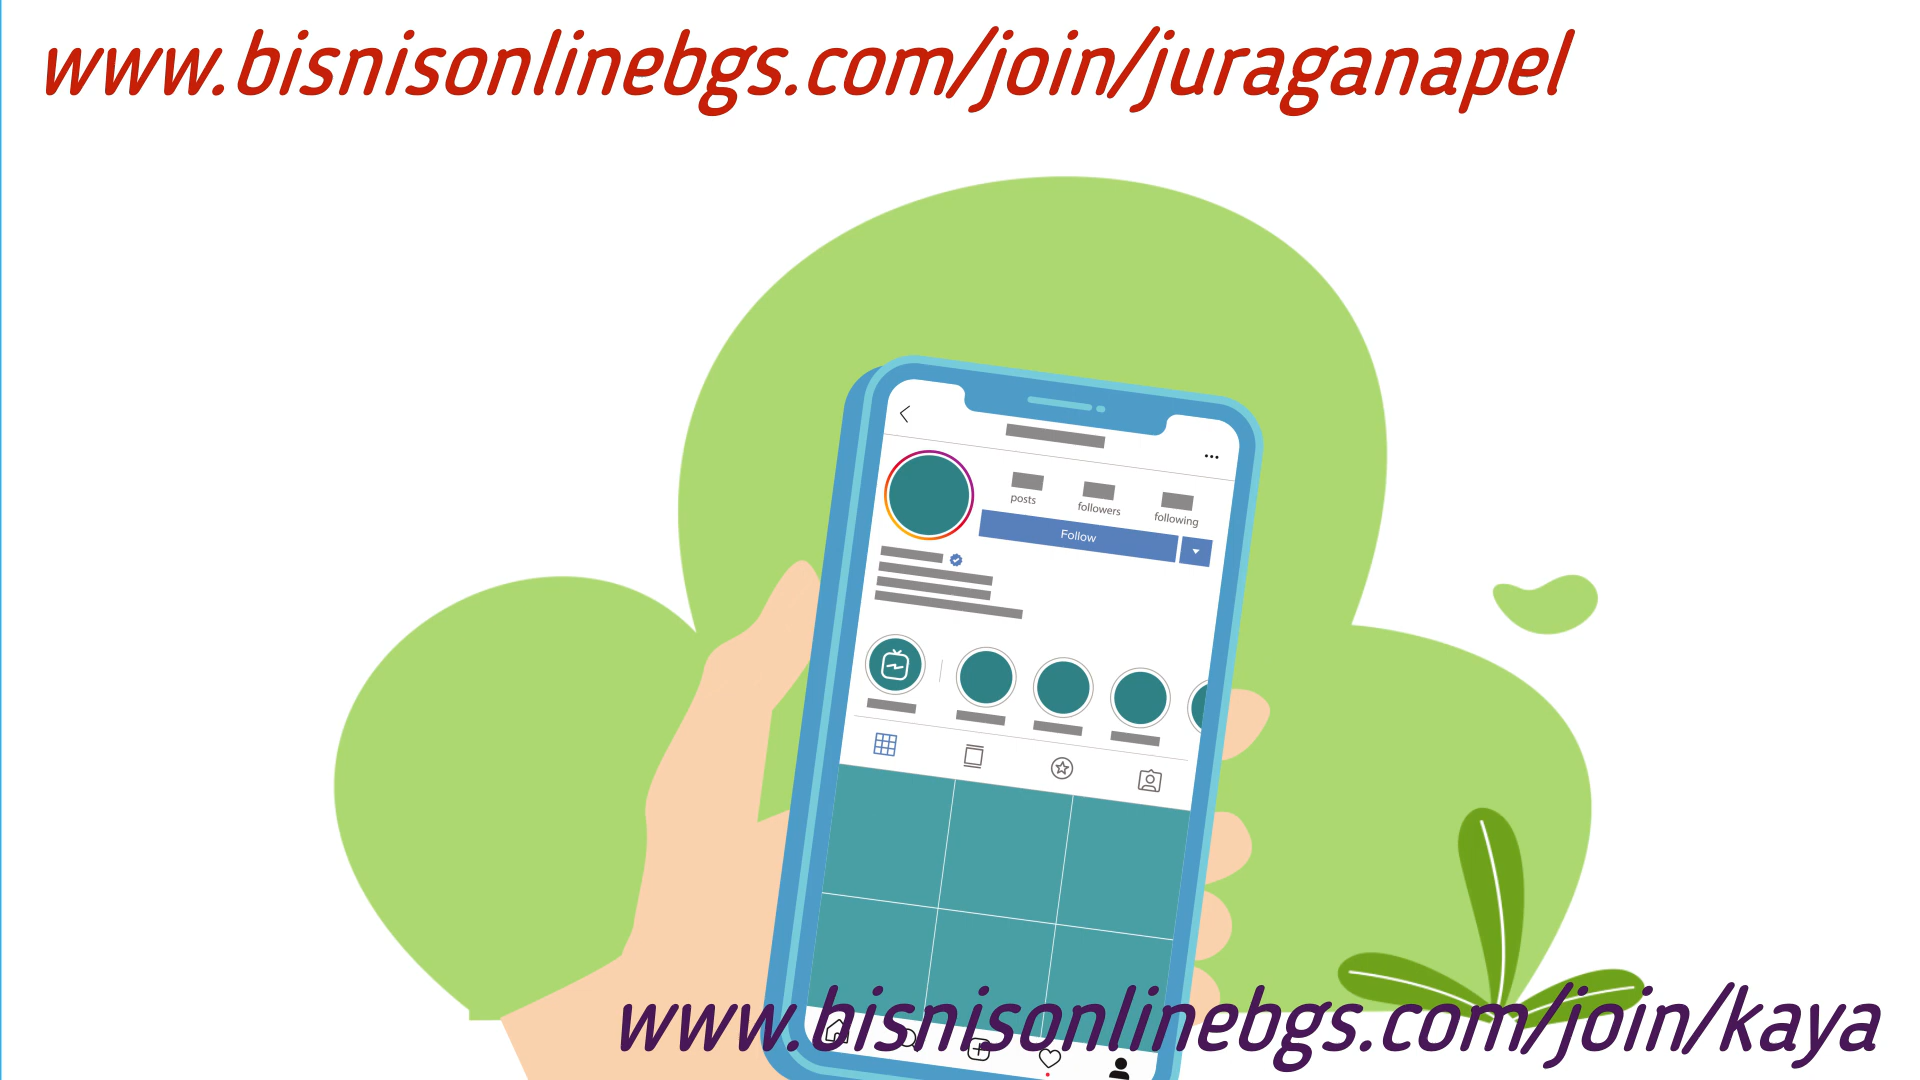 www.bisnisonlinebgs.com/join/juraganapel
posts
followers
following
Follow
www.bisnisonlinebgs.com/join/kaya